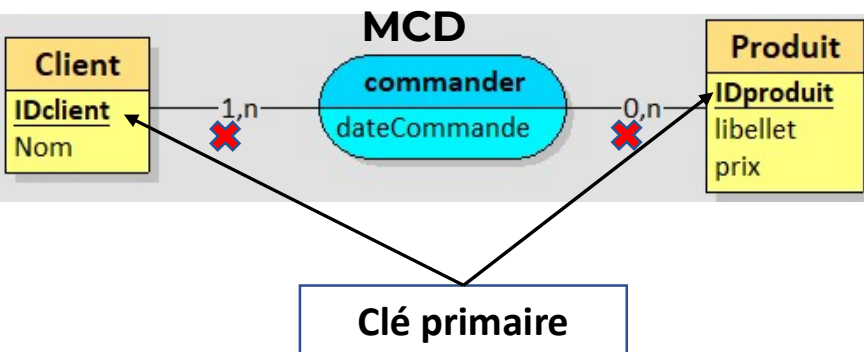 MCD
Client
IDclient
Nom
1,n
commander
dateCommande
0,n
Produit
IDproduit
libellet
prix
Clé primaire